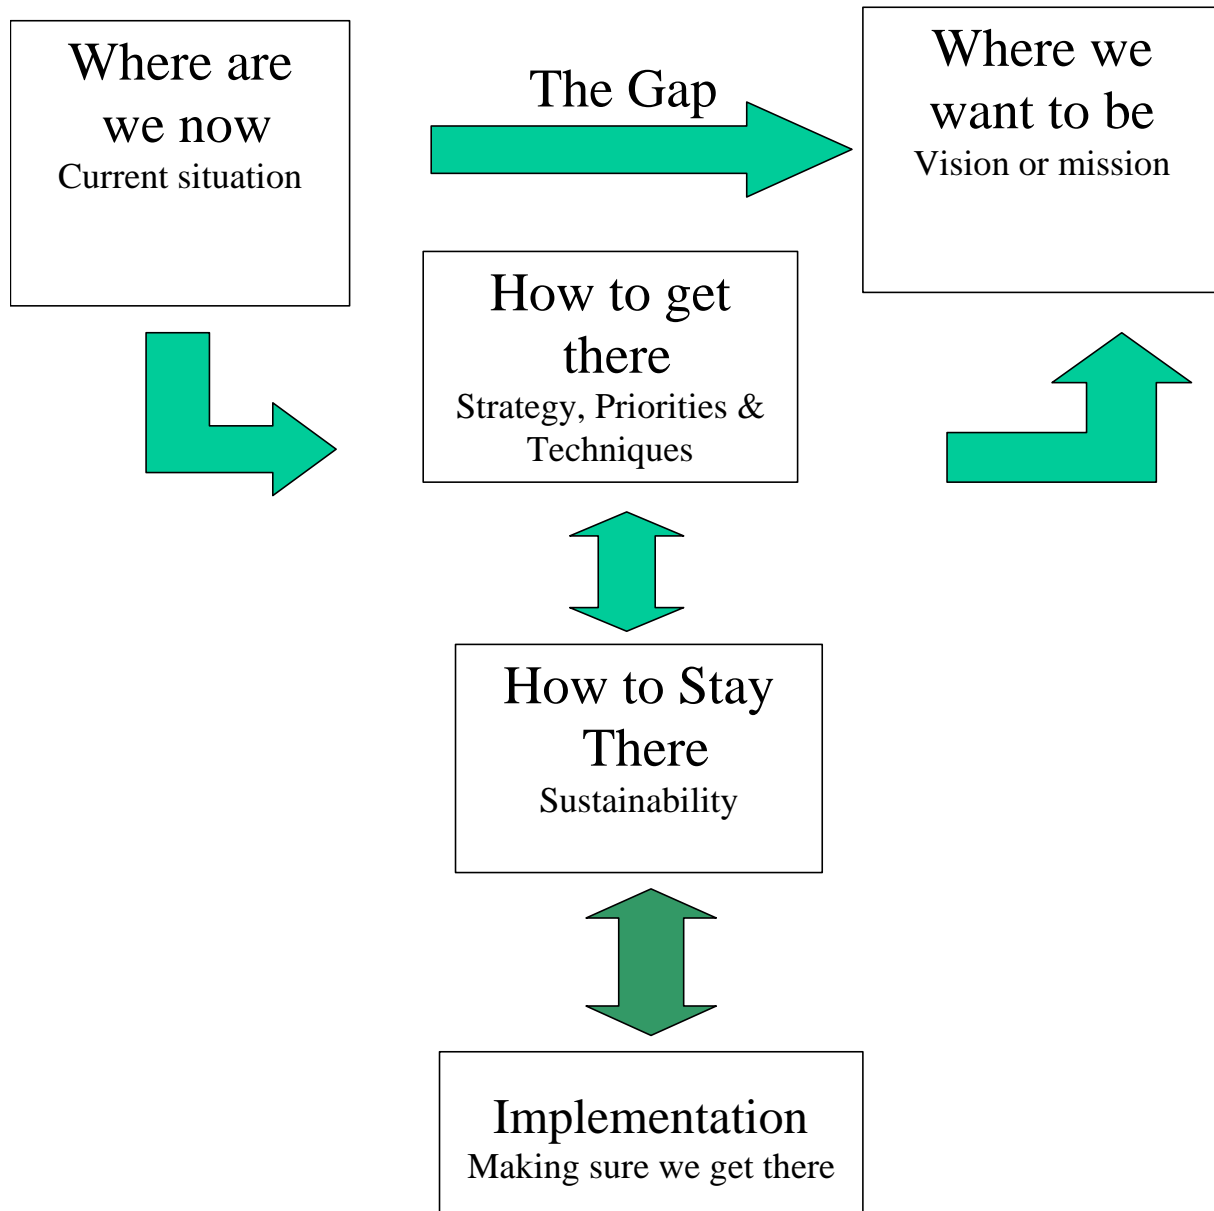 Where are
we now
Current situation
The Gap
Where we
want to be
Vision or mission
How to get
there
Strategy, Priorities &
Techniques
How to Stay
There
Sustainability
Implementation
Making sure we get there